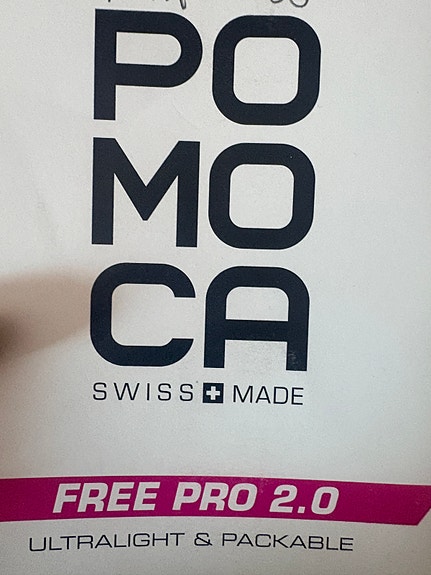 PO
MO
CA
SWISS MADE
FREE PRO 2.0
ULTRALIGHT & PACKABLE